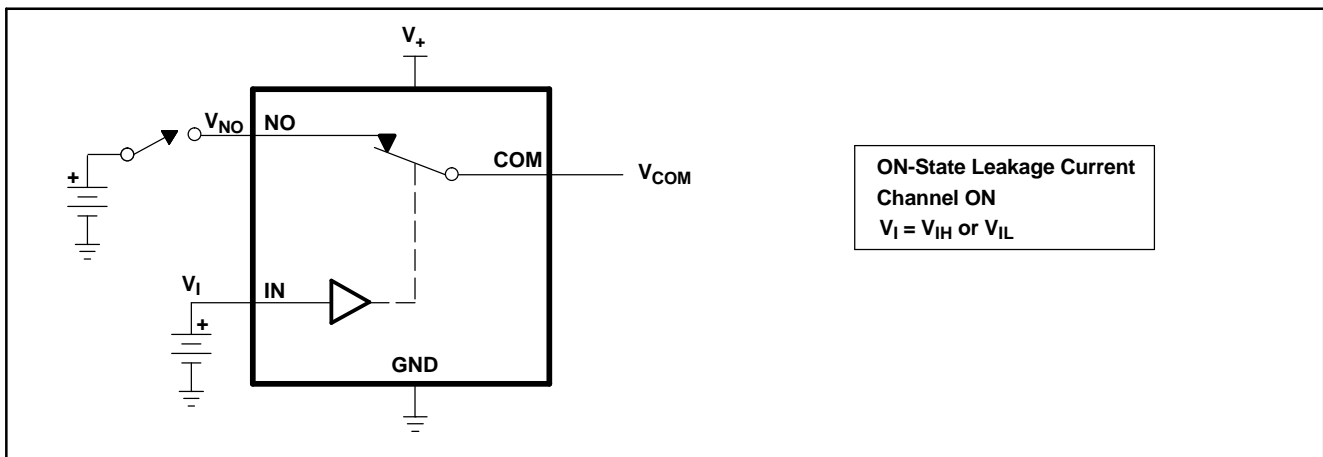 V+
VNO NO
COM
VCOM
ON-State Leakage Current
Channel ON
VI = VIH or VIL
+
VI IN
+
GND